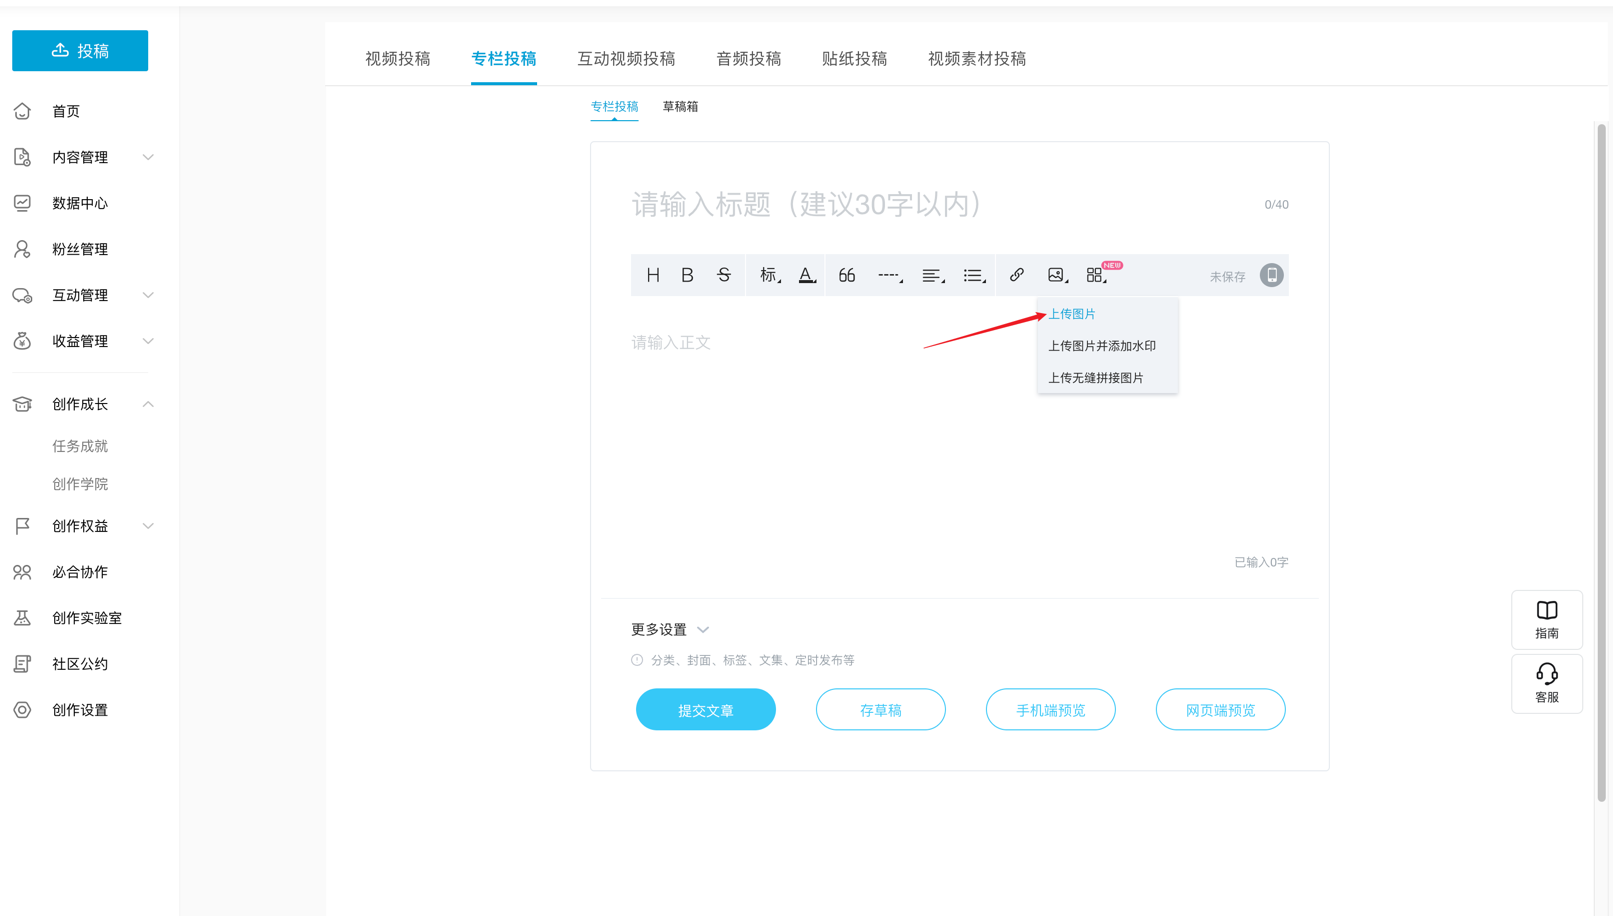 投稿
首页
内容管理
数据中心
粉丝管理
互动管理
收益管理
创作成长
任务成就
创作学院
创作权益
必合协作
创作实验室
社区公约
创作设置
视频投稿 专栏投稿 互动视频投稿 音频投稿 贴纸投稿 视频素材投稿
专栏投稿 草稿箱
请输入标题（建议30字以内） 0/40
H B S 标 A 66 NEW 未保存
上传图片
上传图片并添加水印
上传无缝拼接图片
请输入正文
已输入0字
更多设置
分类、封面、标签、文集、定时发布等
提交文章 存草稿 手机端预览 网页端预览
指南
客服